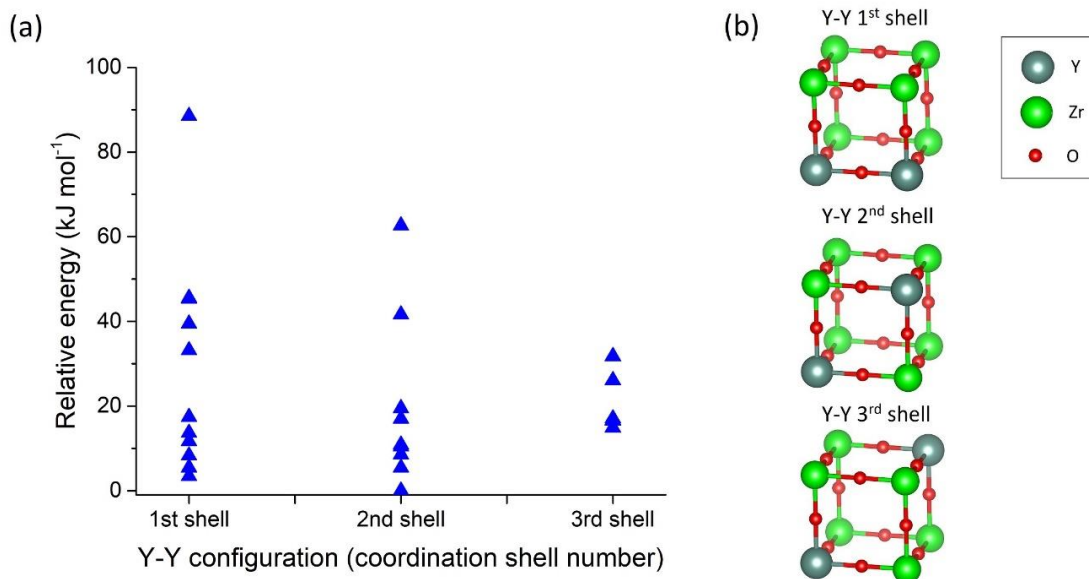 (a)
100
80
60
40
20
0
Relative energy (kJ mol⁻¹)
1st shell 2nd shell 3rd shell
Y-Y configuration (coordination shell number)
(b)
Y-Y 1ˢᵗ shell
Y-Y 2ⁿᵈ shell
Y-Y 3ʳᵈ shell
Y
Zr
O